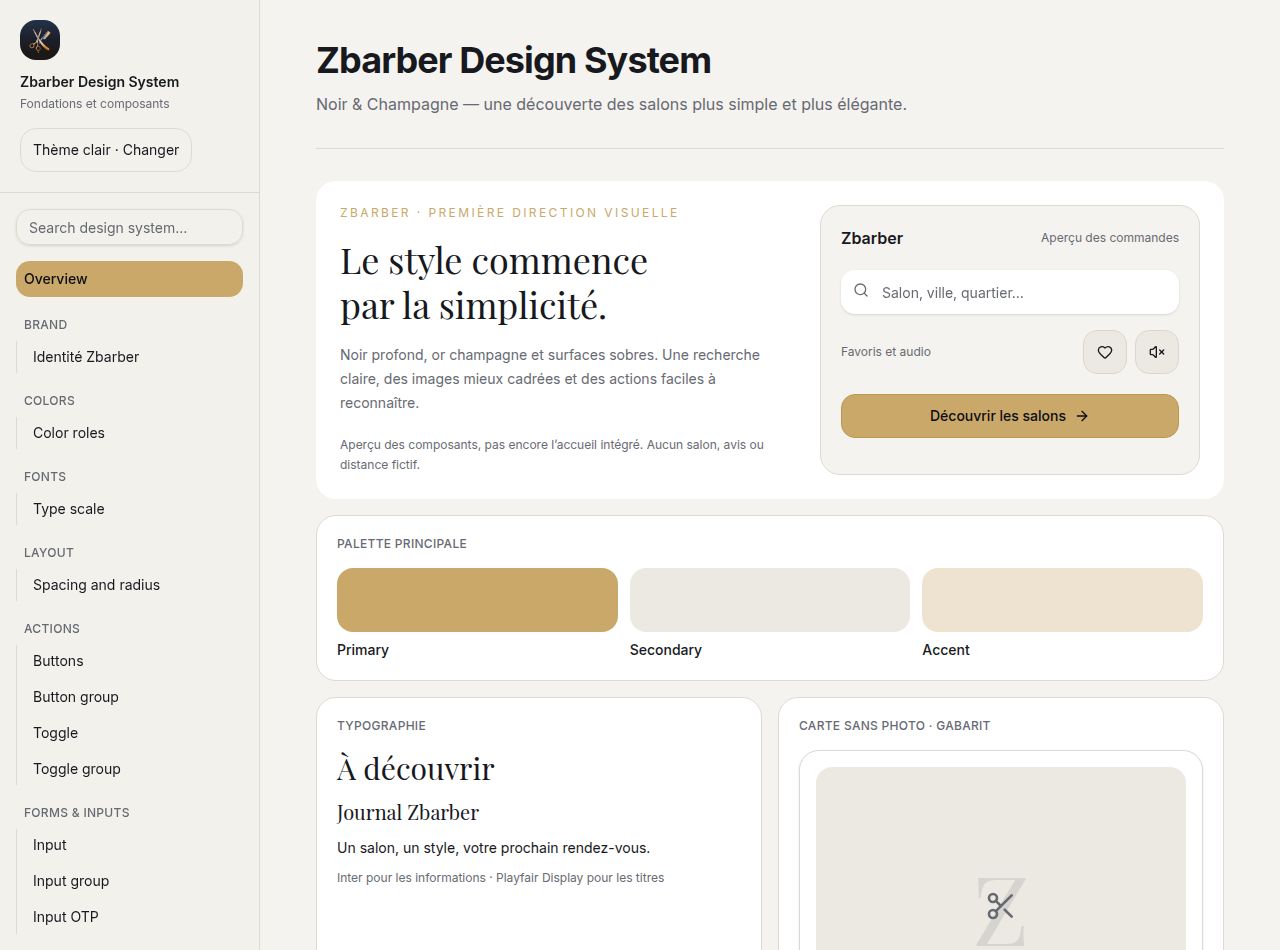 Zbarber Design System
Fondations et composants
Thème clair · Changer
Search design system...
Overview
BRAND
Identité Zbarber
COLORS
Color roles
FONTS
Type scale
LAYOUT
Spacing and radius
ACTIONS
Buttons
Button group
Toggle
Toggle group
FORMS & INPUTS
Input
Input group
Input OTP
Zbarber Design System
Noir & Champagne — une découverte des salons plus simple et plus élégante.
ZBARBER · PREMIÈRE DIRECTION VISUELLE
Le style commence
par la simplicité.
Noir profond, or champagne et surfaces sobres. Une recherche
claire, des images mieux cadrées et des actions faciles à
reconnaître.
Aperçu des composants, pas encore l’accueil intégré. Aucun salon, avis ou
distance fictif.
Zbarber
Aperçu des commandes
Salon, ville, quartier...
Favoris et audio
Découvrir les salons
PALETTE PRINCIPALE
Primary
Secondary
Accent
TYPOGRAPHIE
À découvrir
Journal Zbarber
Un salon, un style, votre prochain rendez-vous.
Inter pour les informations · Playfair Display pour les titres
CARTE SANS PHOTO · GABARIT
Z